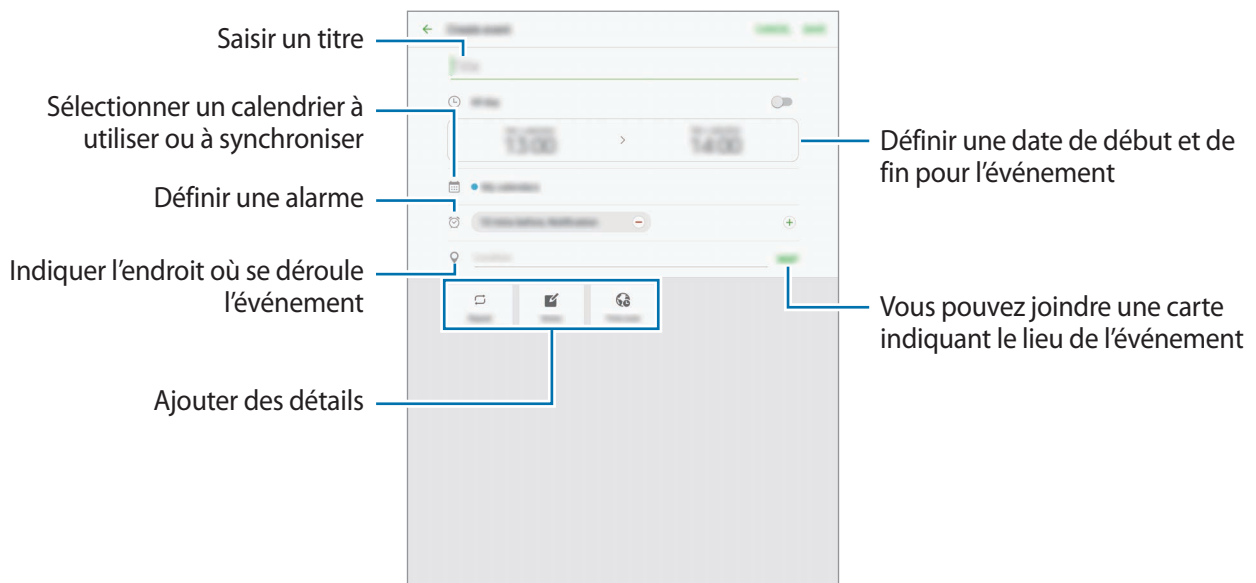 Saisir un titre
Sélectionner un calendrier à
utiliser ou à synchroniser
Définir une alarme
Indiquer l'endroit où se déroule
l'événement
Ajouter des détails
13:00
14:00
Définir une date de début et de
fin pour l'événement
Vous pouvez joindre une carte
indiquant le lieu de l'événement